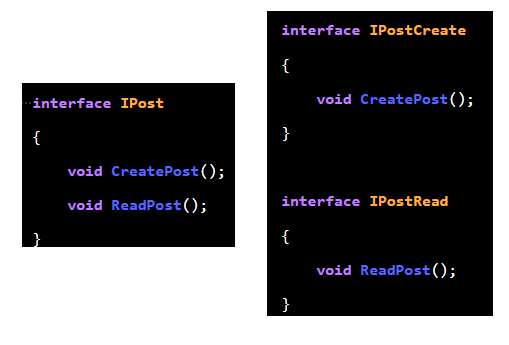 interface IPost
{
void CreatePost();
void ReadPost();
}
interface IPostCreate
{
void CreatePost();
}
interface IPostRead
{
void ReadPost();
}